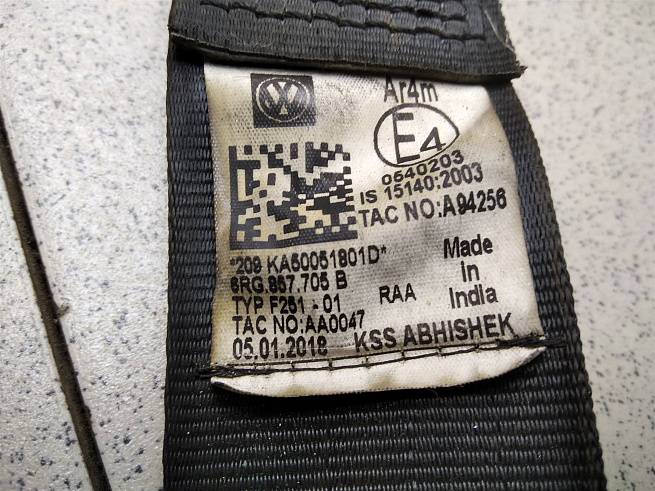 Ar4m
E4
0640203
IS 15140:2003
TAC NO:A94256
*209 KA50051801D*
6RG.857.705 B
TYP F251 - 01
RAA
Made
in
India
TAC NO:AA0047
05.01.2018
KSS ABHISHEK